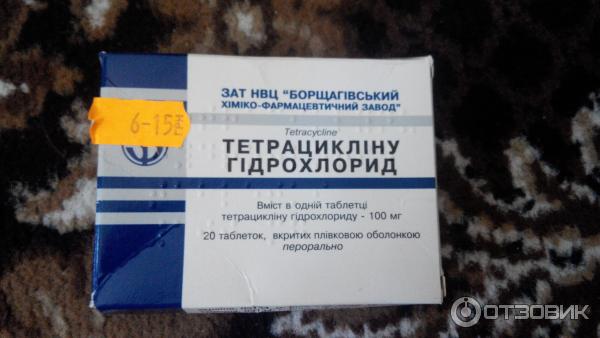 ЗАТ НВЦ "БОРЩАГІВСЬКИЙ
ХІМІКО-ФАРМАЦЕВТИЧНИЙ ЗАВОД"
6-15
Tetracycline
ТЕТРАЦИКЛІНУ
ГІДРОХЛОРИД
Вміст в одній таблетці
тетрацикліну гідрохлориду - 100 мг
20 таблеток, вкритих плівковою оболонкою
перорально
ОТЗОВИК